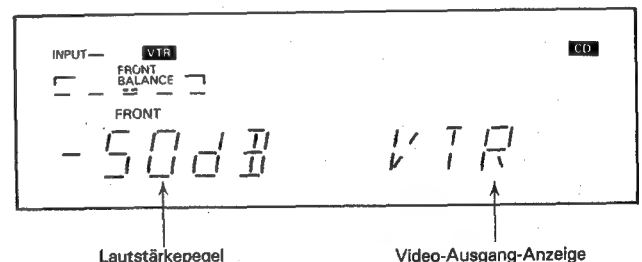 INPUT— VTR CD
FRONT
BALANCE
FRONT
-50dB VTR
Lautstärkepegel Video-Ausgang-Anzeige